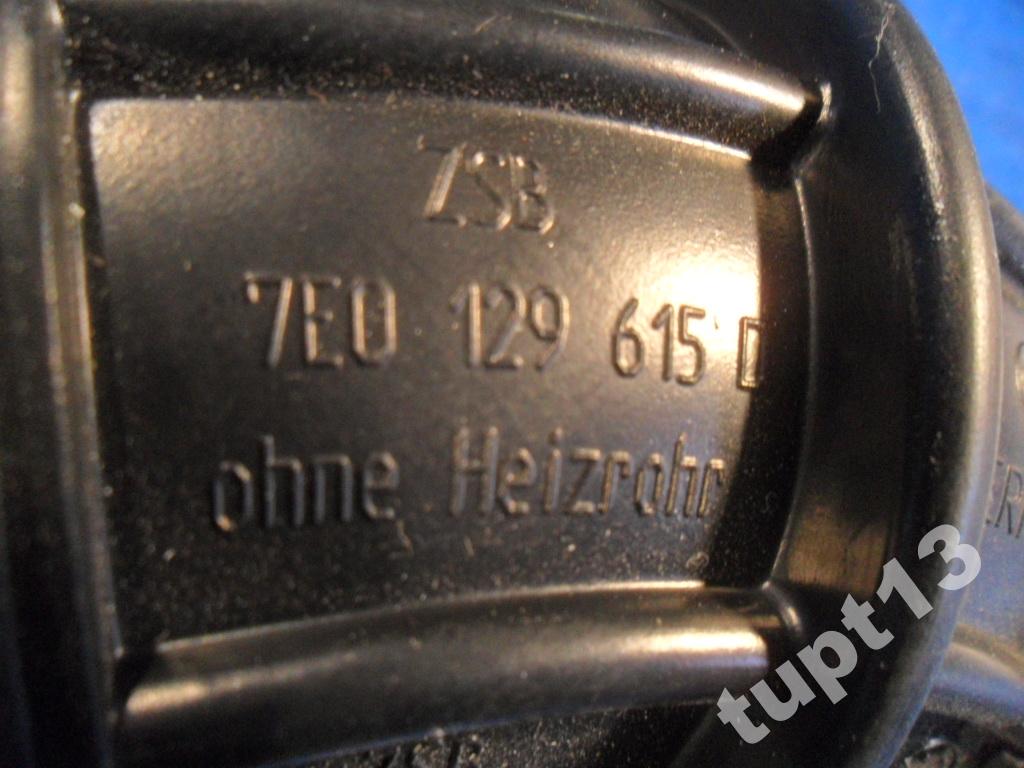 ZSB
7E0 129 615 D
ohne Heizrohr
tupt13